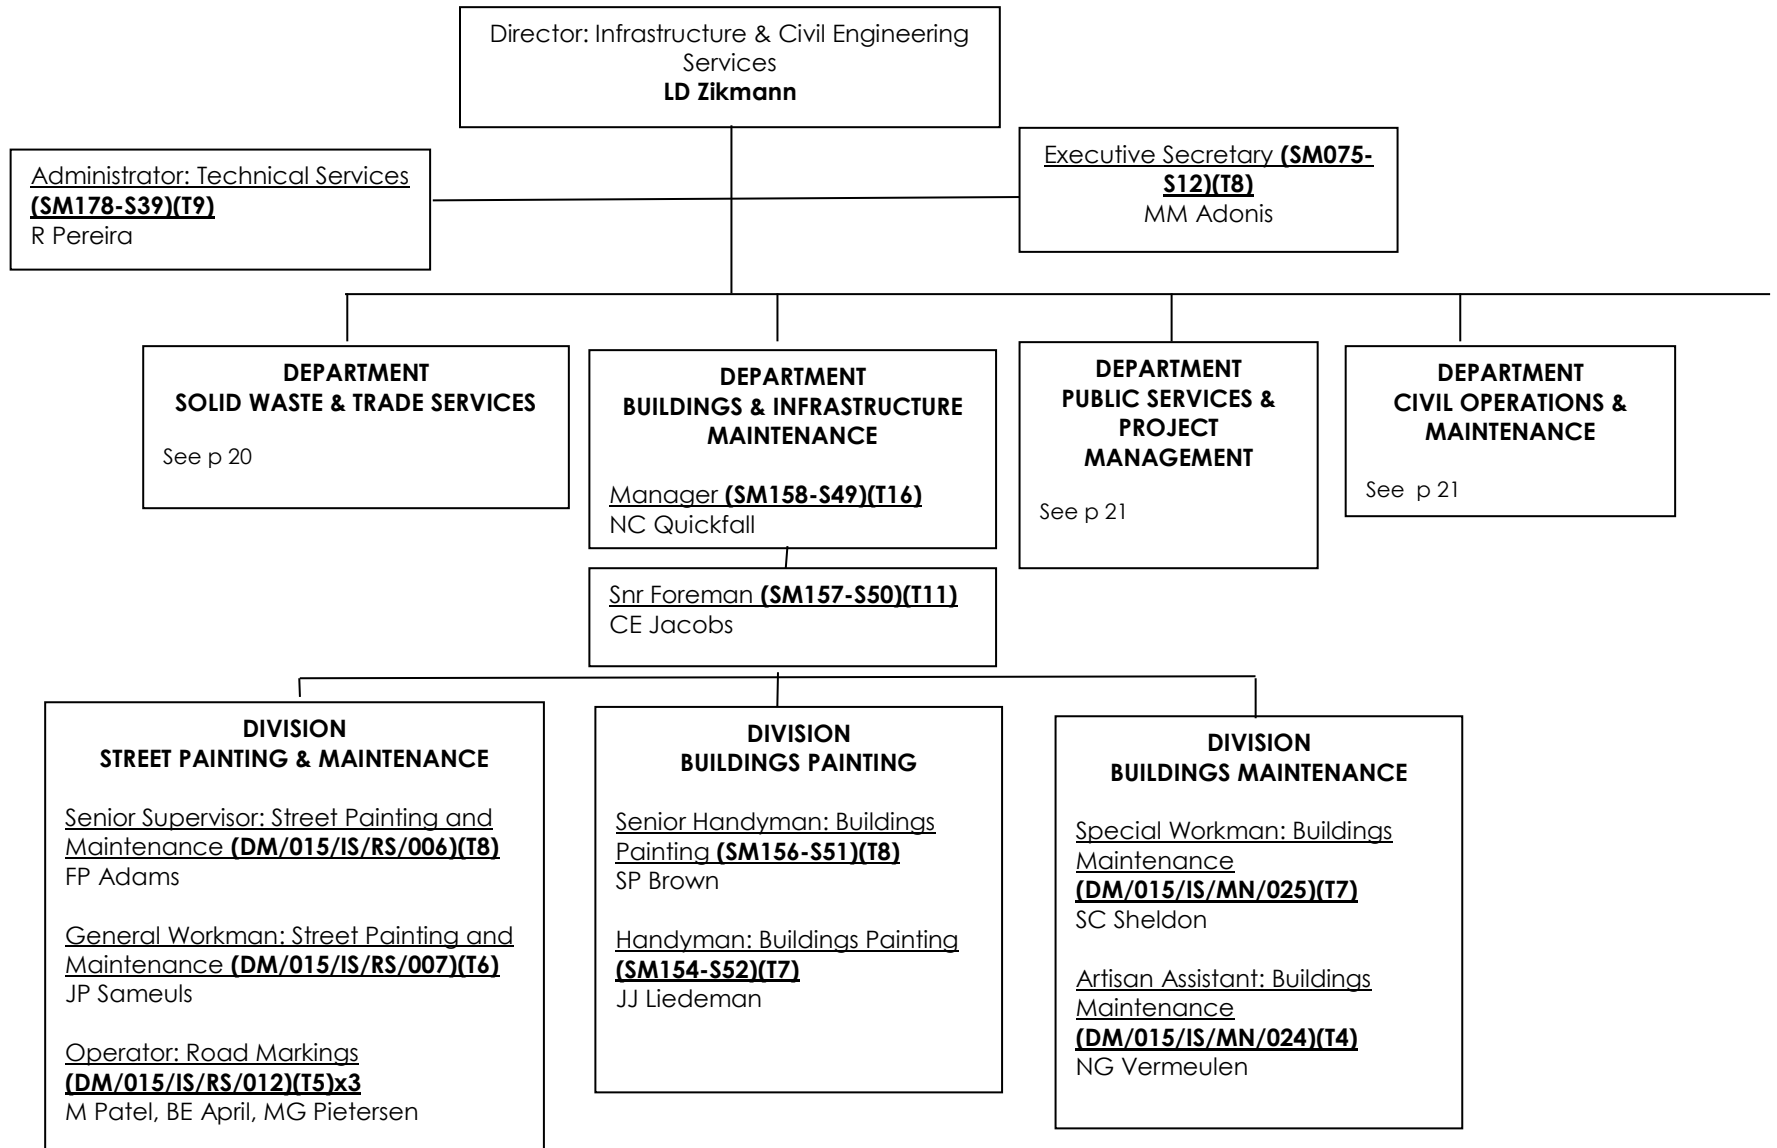 Director: Infrastructure & Civil Engineering
Services
LD Zikmann
Administrator: Technical Services
(SM178-S39)(T9)
R Pereira
Executive Secretary (SM075-
S12)(T8)
MM Adonis
DEPARTMENT
SOLID WASTE & TRADE SERVICES
See p 20
DEPARTMENT
BUILDINGS & INFRASTRUCTURE
MAINTENANCE
Manager (SM158-S49)(T16)
NC Quickfall
DEPARTMENT
PUBLIC SERVICES &
PROJECT
MANAGEMENT
See p 21
DEPARTMENT
CIVIL OPERATIONS &
MAINTENANCE
See p 21
Snr Foreman (SM157-S50)(T11)
CE Jacobs
DIVISION
STREET PAINTING & MAINTENANCE
Senior Supervisor: Street Painting and
Maintenance (DM/015/IS/RS/006)(T8)
FP Adams
General Workman: Street Painting and
Maintenance (DM/015/IS/RS/007)(T6)
JP Sameuls
Operator: Road Markings
(DM/015/IS/RS/012)(T5)x3
M Patel, BE April, MG Pietersen
DIVISION
BUILDINGS PAINTING
Senior Handyman: Buildings
Painting (SM156-S51)(T8)
SP Brown
Handyman: Buildings Painting
(SM154-S52)(T7)
JJ Liedeman
DIVISION
BUILDINGS MAINTENANCE
Special Workman: Buildings
Maintenance
(DM/015/IS/MN/025)(T7)
SC Sheldon
Artisan Assistant: Buildings
Maintenance
(DM/015/IS/MN/024)(T4)
NG Vermeulen